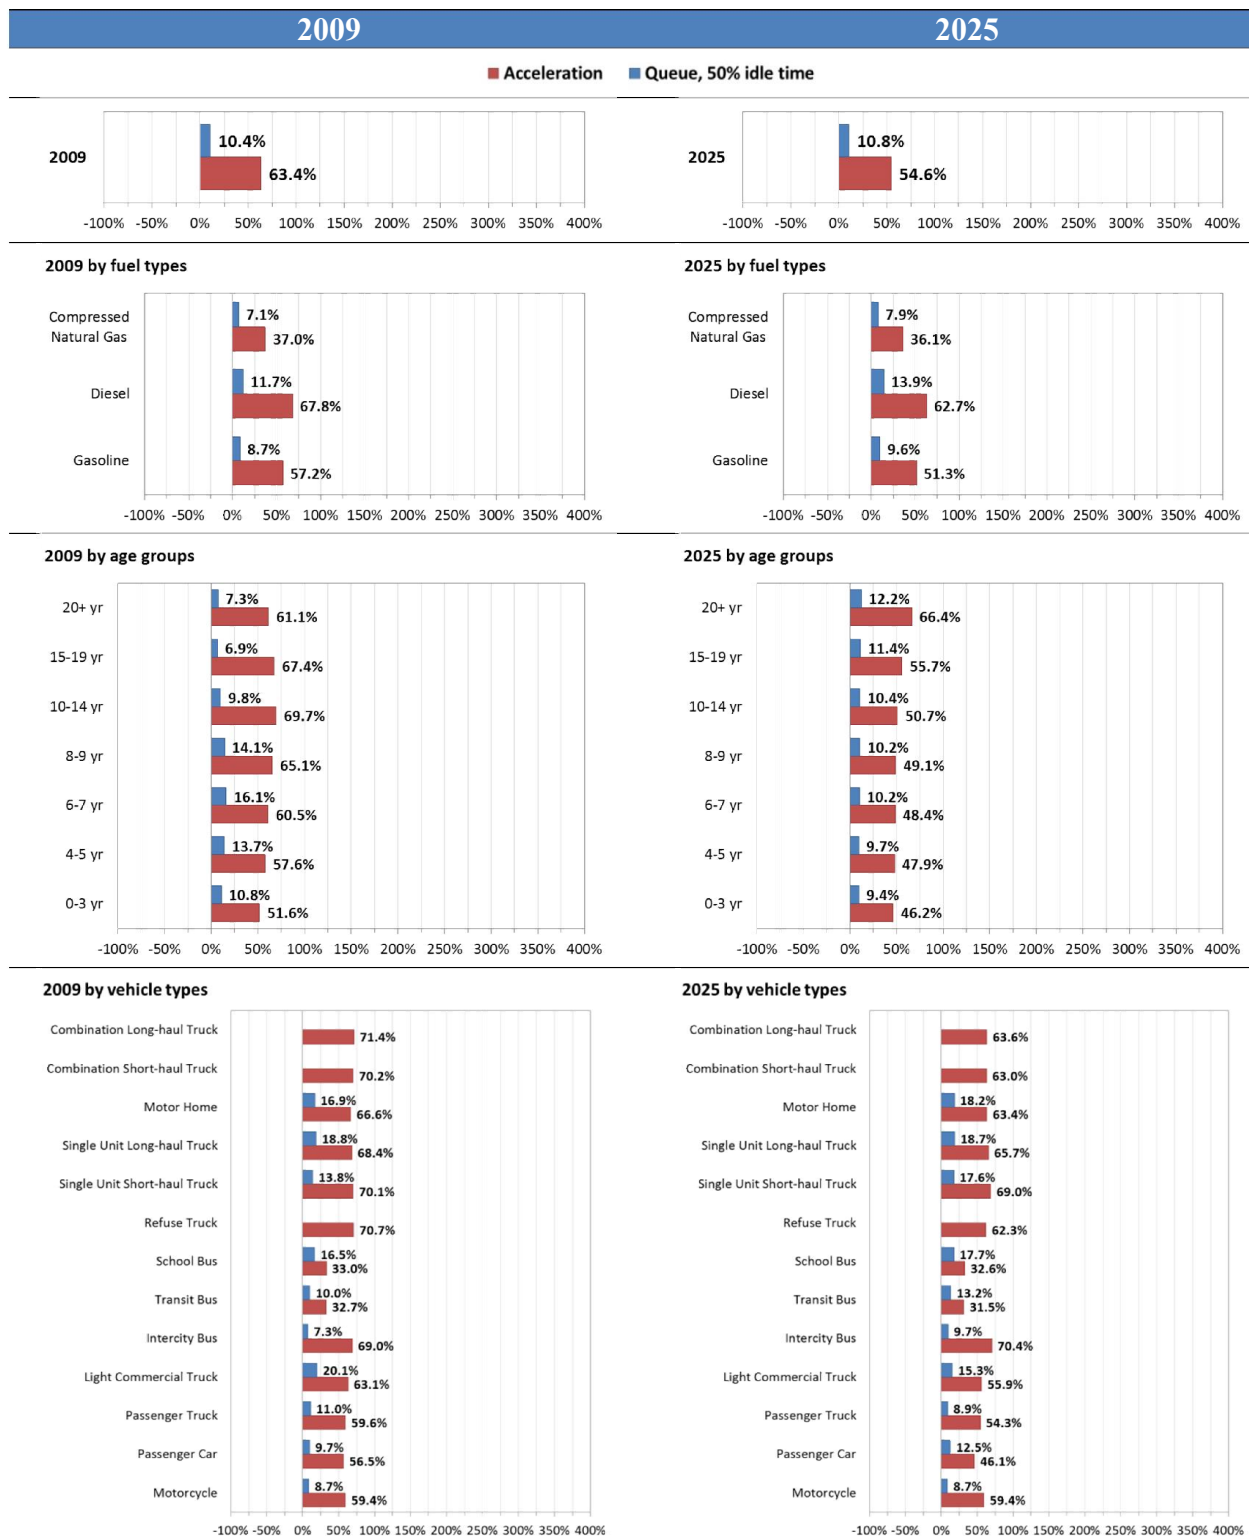 2009 2025
Acceleration Queue, 50% idle time
2009
10.4%
63.4%
-100% -50% 0% 50% 100% 150% 200% 250% 300% 350% 400%
2025
10.8%
54.6%
-100% -50% 0% 50% 100% 150% 200% 250% 300% 350% 400%
2009 by fuel types
Compressed
Natural Gas
7.1%
37.0%
Diesel
11.7%
67.8%
Gasoline
8.7%
57.2%
-100% -50% 0% 50% 100% 150% 200% 250% 300% 350% 400%
2025 by fuel types
Compressed
Natural Gas
7.9%
36.1%
Diesel
13.9%
62.7%
Gasoline
9.6%
51.3%
-100% -50% 0% 50% 100% 150% 200% 250% 300% 350% 400%
2009 by age groups
20+ yr
7.3%
61.1%
15-19 yr
6.9%
67.4%
10-14 yr
9.8%
69.7%
8-9 yr
14.1%
65.1%
6-7 yr
16.1%
60.5%
4-5 yr
13.7%
57.6%
0-3 yr
10.8%
51.6%
-100% -50% 0% 50% 100% 150% 200% 250% 300% 350% 400%
2025 by age groups
20+ yr
12.2%
66.4%
15-19 yr
11.4%
55.7%
10-14 yr
10.4%
50.7%
8-9 yr
10.2%
49.1%
6-7 yr
10.2%
48.4%
4-5 yr
9.7%
47.9%
0-3 yr
9.4%
46.2%
-100% -50% 0% 50% 100% 150% 200% 250% 300% 350% 400%
2009 by vehicle types
Combination Long-haul Truck
71.4%
Combination Short-haul Truck
70.2%
Motor Home
16.9%
66.6%
Single Unit Long-haul Truck
18.8%
68.4%
Single Unit Short-haul Truck
13.8%
70.1%
Refuse Truck
70.7%
School Bus
16.5%
33.0%
Transit Bus
10.0%
32.7%
Intercity Bus
7.3%
69.0%
Light Commercial Truck
20.1%
63.1%
Passenger Truck
11.0%
59.6%
Passenger Car
9.7%
56.5%
Motorcycle
8.7%
59.4%
-100% -50% 0% 50% 100% 150% 200% 250% 300% 350% 400%
2025 by vehicle types
Combination Long-haul Truck
63.6%
Combination Short-haul Truck
63.0%
Motor Home
18.2%
63.4%
Single Unit Long-haul Truck
18.7%
65.7%
Single Unit Short-haul Truck
17.6%
69.0%
Refuse Truck
62.3%
School Bus
17.7%
32.6%
Transit Bus
13.2%
31.5%
Intercity Bus
9.7%
70.4%
Light Commercial Truck
15.3%
55.9%
Passenger Truck
8.9%
54.3%
Passenger Car
12.5%
46.1%
Motorcycle
8.7%
59.4%
-100% -50% 0% 50% 100% 150% 200% 250% 300% 350% 400%